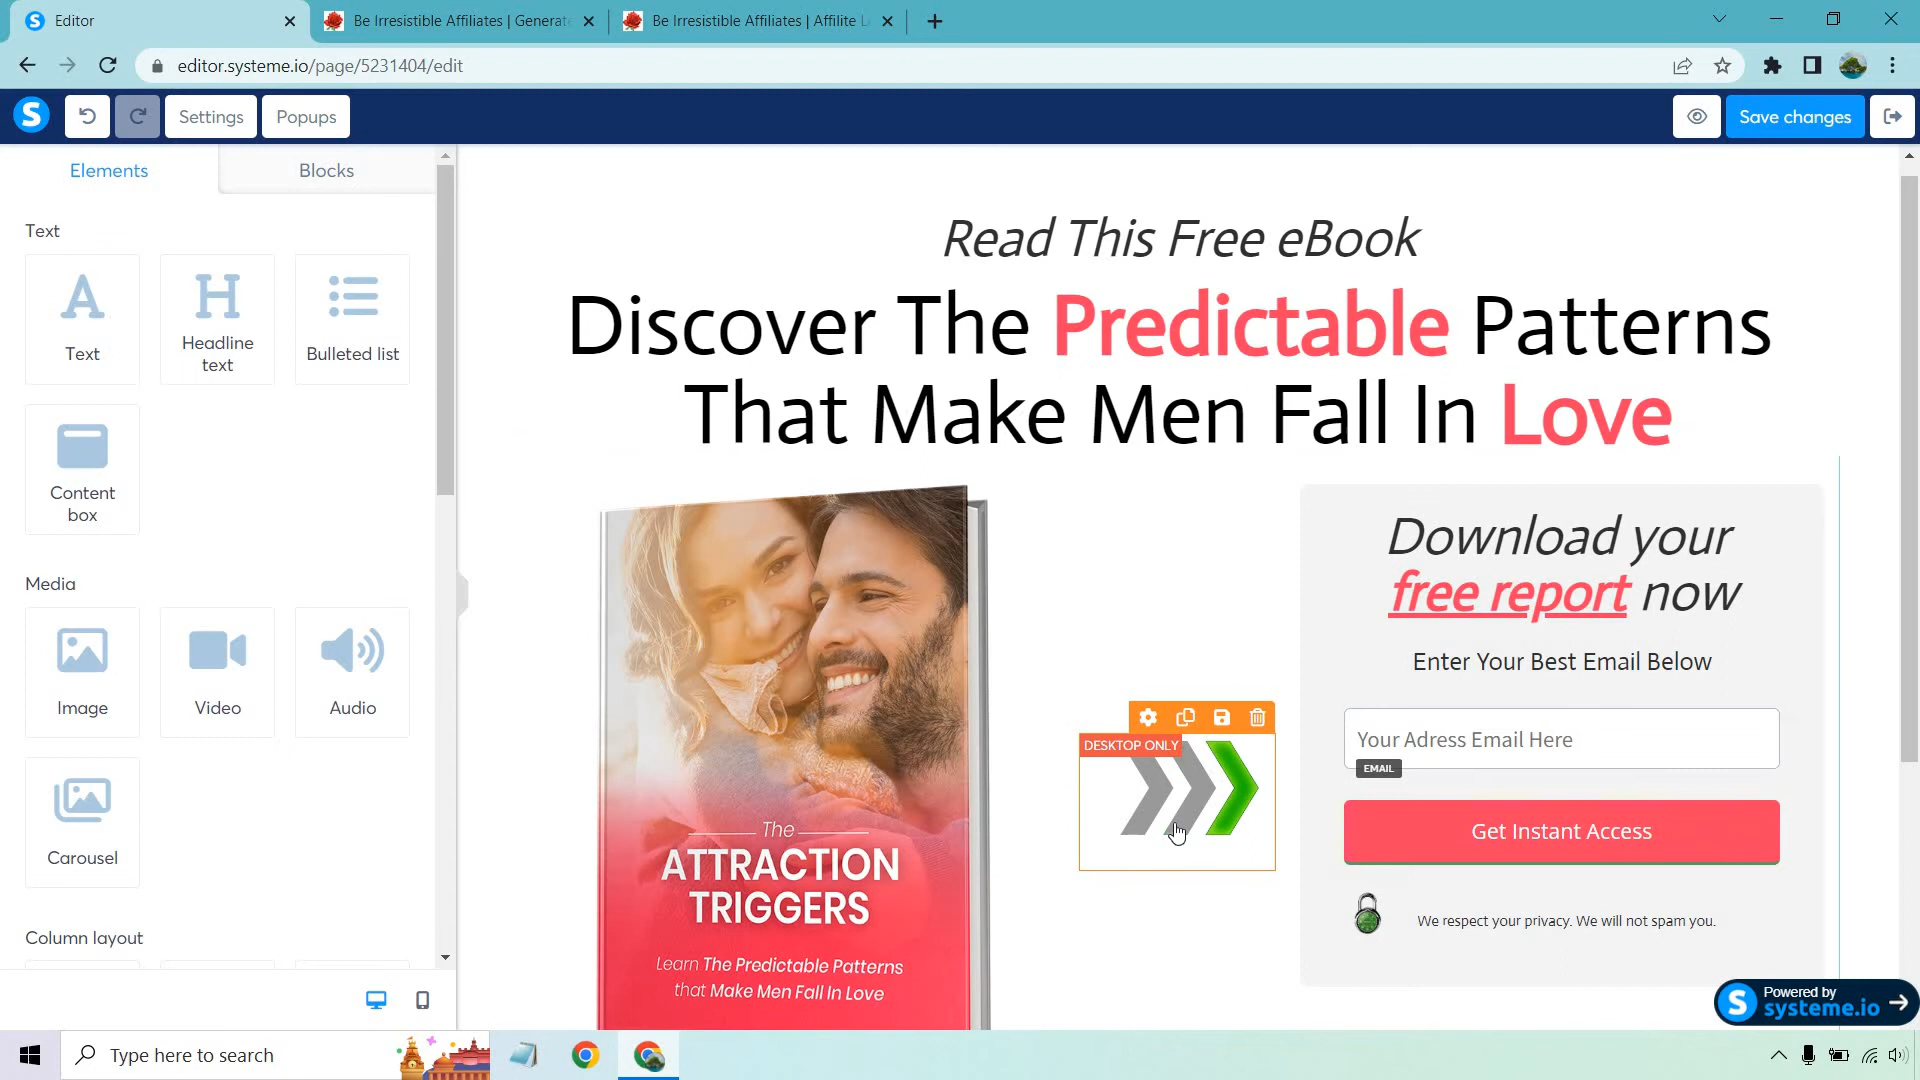 Editor
Be Irresistible Affiliates | Generat
Be Irresistible Affiliates | Affilite L
editor.systeme.io/page/5231404/edit
S
Settings
Popups
Save changes
Elements
Blocks
Text
A
Text
H
Headline
text
Bulleted list
Content
box
Media
Image
Video
Audio
Carousel
Column layout
Read This Free eBook
Discover The Predictable Patterns
That Make Men Fall In Love
The
ATTRACTION
TRIGGERS
Learn The Predictable Patterns
that Make Men Fall In Love
DESKTOP ONLY
Download your
free report now
Enter Your Best Email Below
Your Adress Email Here
EMAIL
Get Instant Access
We respect your privacy. We will not spam you.
S
Powered by
systeme.io
Type here to search